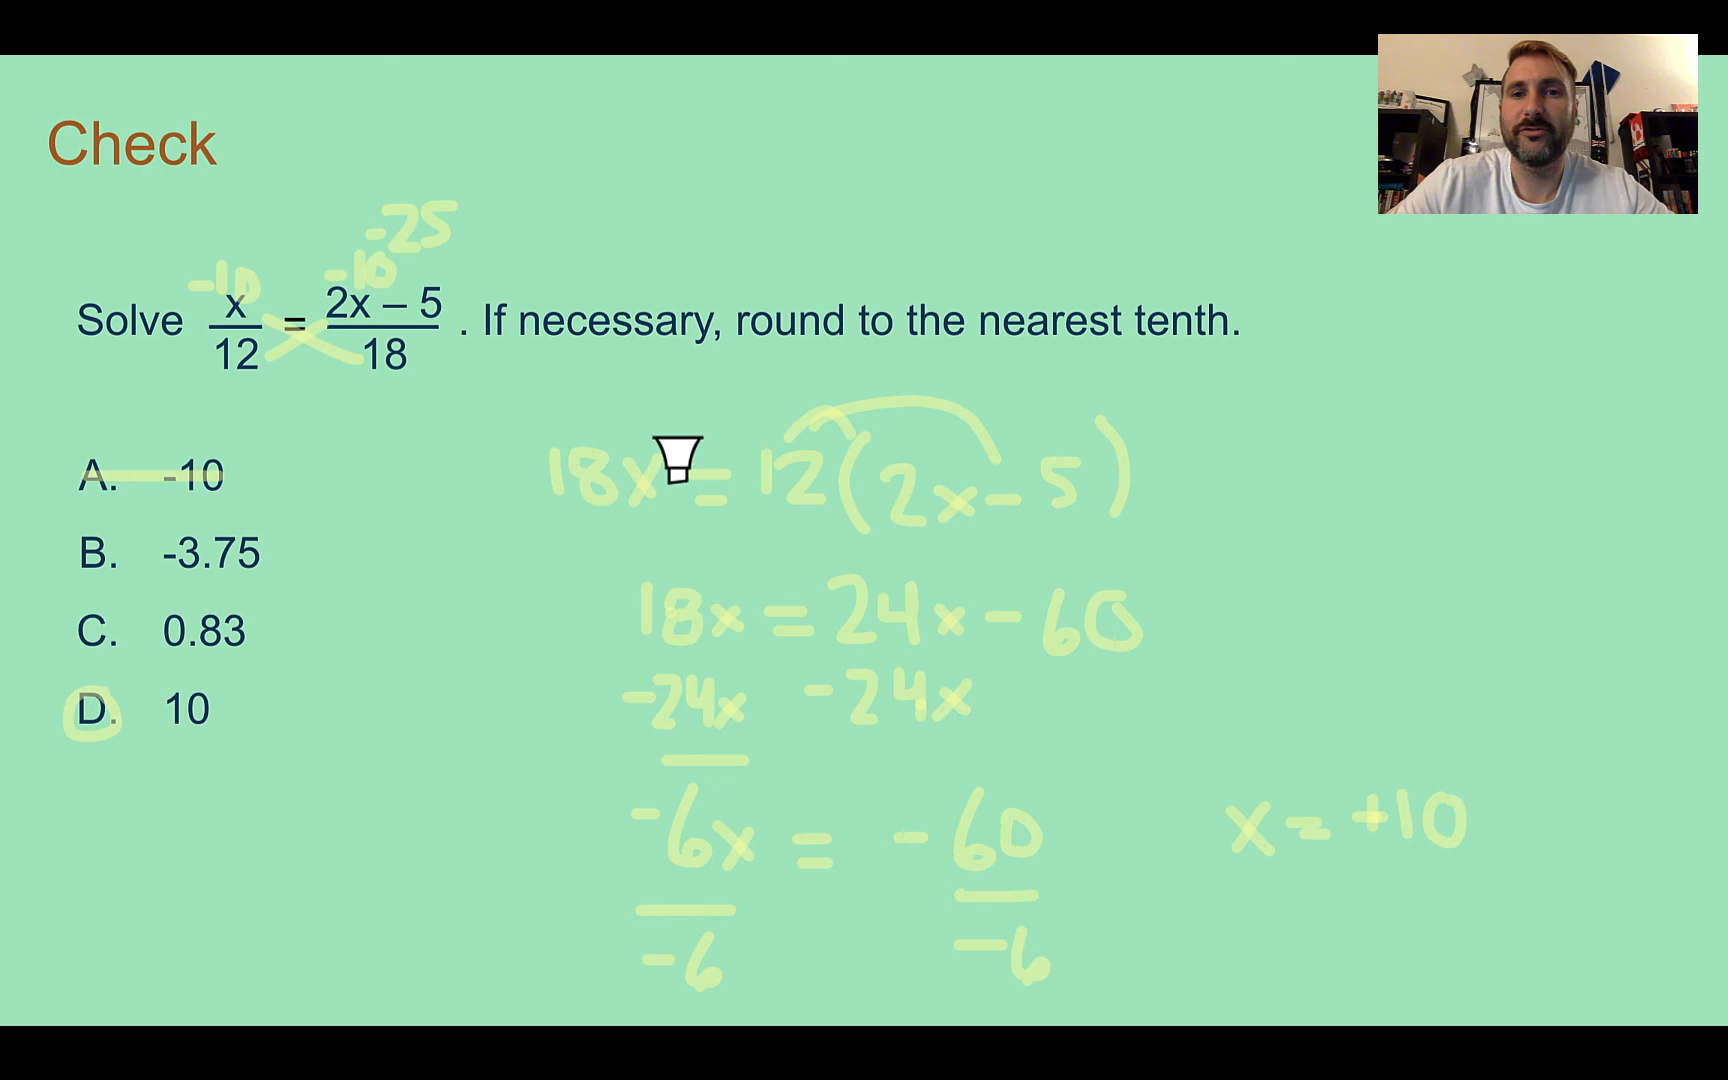 Check
-25
-10 -10
Solve x/12 = 2x – 5/18 . If necessary, round to the nearest tenth.
A. -10
B. -3.75
C. 0.83
D. 10
18x = 12(2x - 5)
18x = 24x - 60
-24x -24x
-6x = -60
-6 -6
x = +10